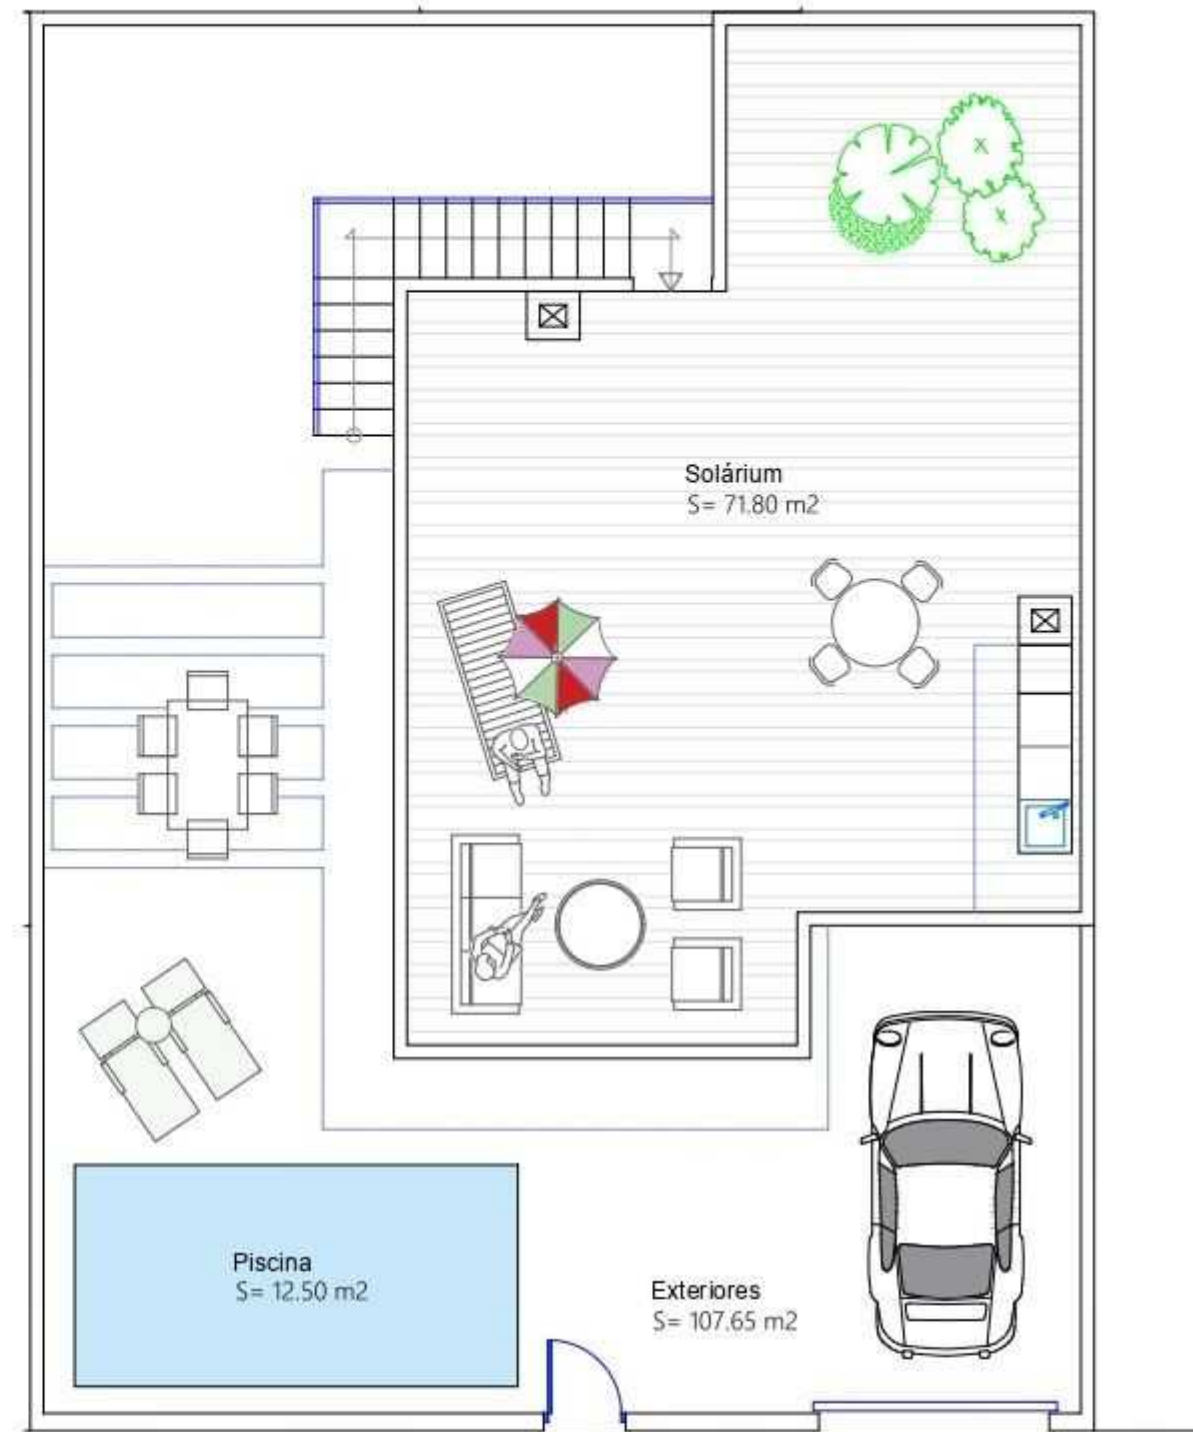 Solárium
S= 71.80 m2
Piscina
S= 12.50 m2
Exteriores
S= 107.65 m2